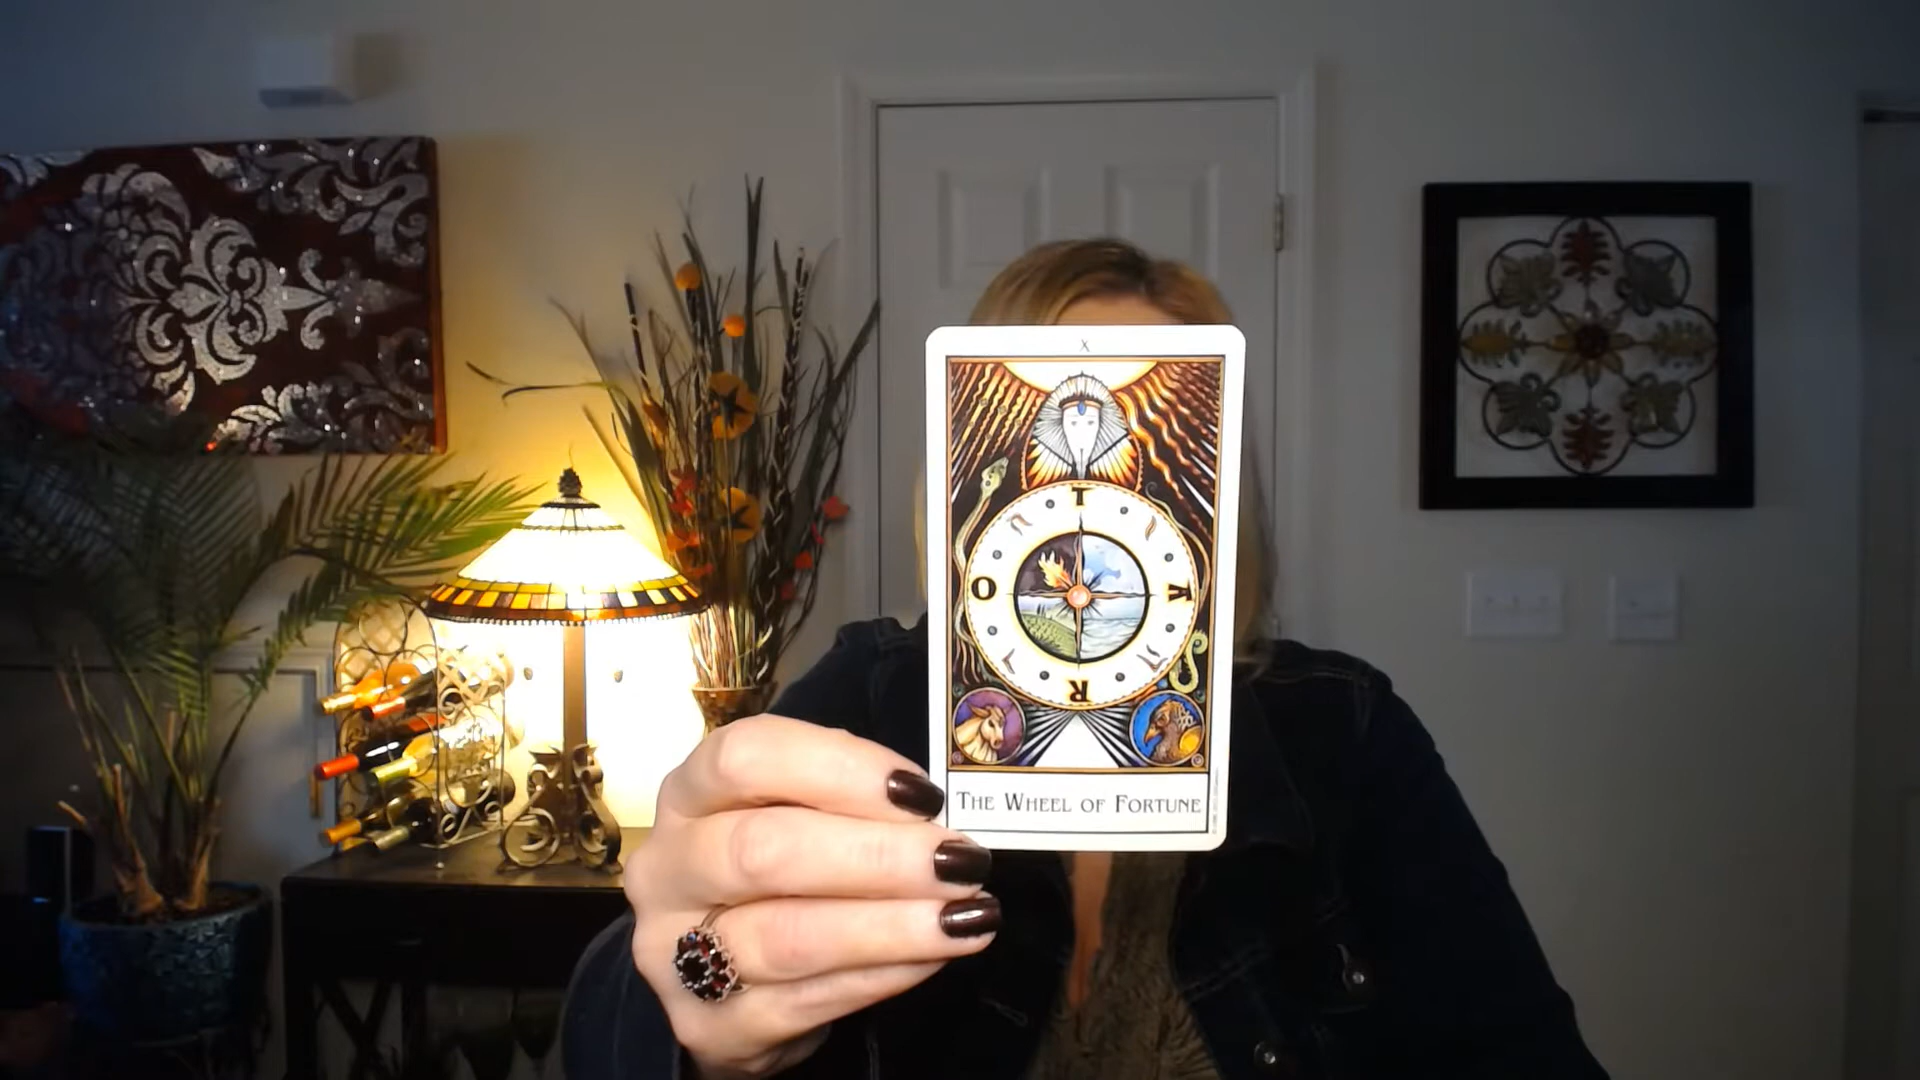 X
T
A
R
O
THE WHEEL OF FORTUNE